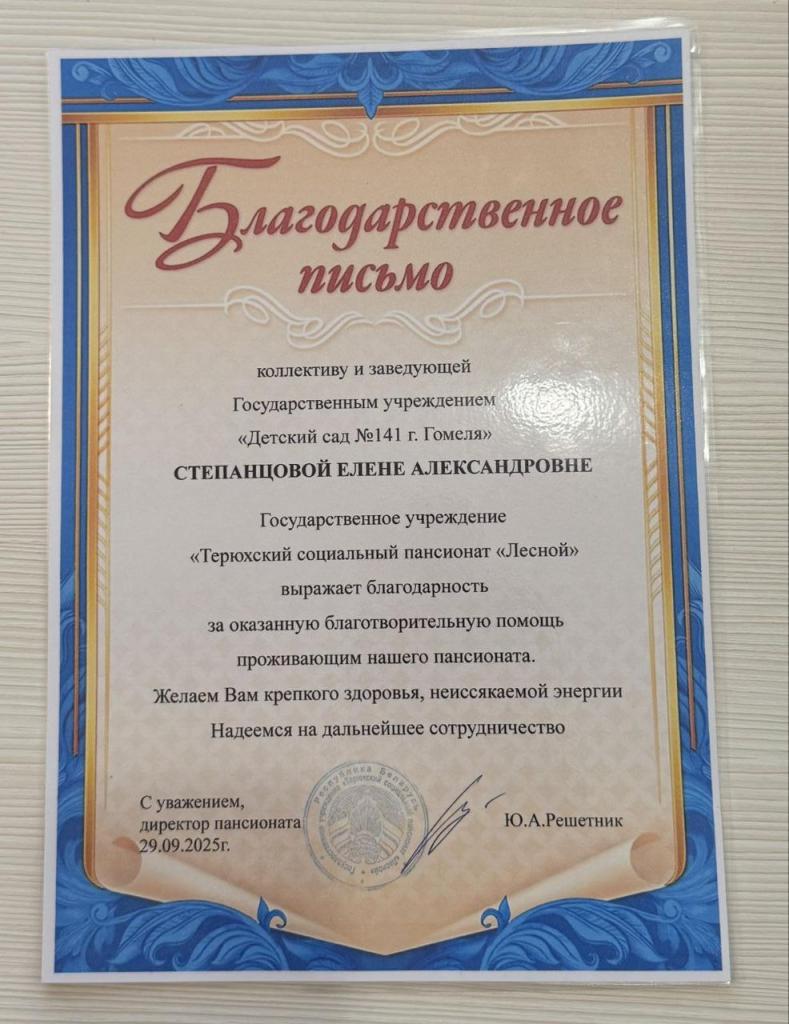 Благодарственное
письмо
коллективу и заведующей
Государственным учреждением
«Детский сад №141 г. Гомеля»
СТЕПАНЦОВОЙ ЕЛЕНЕ АЛЕКСАНДРОВНЕ
Государственное учреждение
«Терюхский социальный пансионат «Лесной»
выражает благодарность
за оказанную благотворительную помощь
проживающим нашего пансионата.
Желаем Вам крепкого здоровья, неиссякаемой энергии
Надеемся на дальнейшее сотрудничество
С уважением,
директор пансионата
29.09.2025г.
Республика Беларусь
Ю.А.Решетник